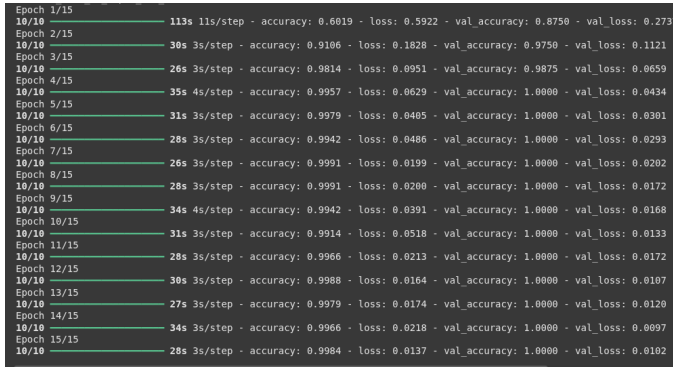 Epoch 1/15
10/10 113s 11s/step - accuracy: 0.6019 - loss: 0.5922 - val_accuracy: 0.8750 - val_loss: 0.273
Epoch 2/15
10/10 30s 3s/step - accuracy: 0.9106 - loss: 0.1828 - val_accuracy: 0.9750 - val_loss: 0.1121
Epoch 3/15
10/10 26s 3s/step - accuracy: 0.9814 - loss: 0.0951 - val_accuracy: 0.9875 - val_loss: 0.0659
Epoch 4/15
10/10 35s 4s/step - accuracy: 0.9957 - loss: 0.0629 - val_accuracy: 1.0000 - val_loss: 0.0434
Epoch 5/15
10/10 31s 3s/step - accuracy: 0.9979 - loss: 0.0405 - val_accuracy: 1.0000 - val_loss: 0.0301
Epoch 6/15
10/10 28s 3s/step - accuracy: 0.9942 - loss: 0.0486 - val_accuracy: 1.0000 - val_loss: 0.0293
Epoch 7/15
10/10 26s 3s/step - accuracy: 0.9991 - loss: 0.0199 - val_accuracy: 1.0000 - val_loss: 0.0202
Epoch 8/15
10/10 28s 3s/step - accuracy: 0.9991 - loss: 0.0200 - val_accuracy: 1.0000 - val_loss: 0.0172
Epoch 9/15
10/10 34s 4s/step - accuracy: 0.9942 - loss: 0.0391 - val_accuracy: 1.0000 - val_loss: 0.0168
Epoch 10/15
10/10 31s 3s/step - accuracy: 0.9914 - loss: 0.0518 - val_accuracy: 1.0000 - val_loss: 0.0133
Epoch 11/15
10/10 28s 3s/step - accuracy: 0.9966 - loss: 0.0213 - val_accuracy: 1.0000 - val_loss: 0.0172
Epoch 12/15
10/10 30s 3s/step - accuracy: 0.9988 - loss: 0.0164 - val_accuracy: 1.0000 - val_loss: 0.0107
Epoch 13/15
10/10 27s 3s/step - accuracy: 0.9979 - loss: 0.0174 - val_accuracy: 1.0000 - val_loss: 0.0120
Epoch 14/15
10/10 34s 3s/step - accuracy: 0.9966 - loss: 0.0218 - val_accuracy: 1.0000 - val_loss: 0.0097
Epoch 15/15
10/10 28s 3s/step - accuracy: 0.9984 - loss: 0.0137 - val_accuracy: 1.0000 - val_loss: 0.0102